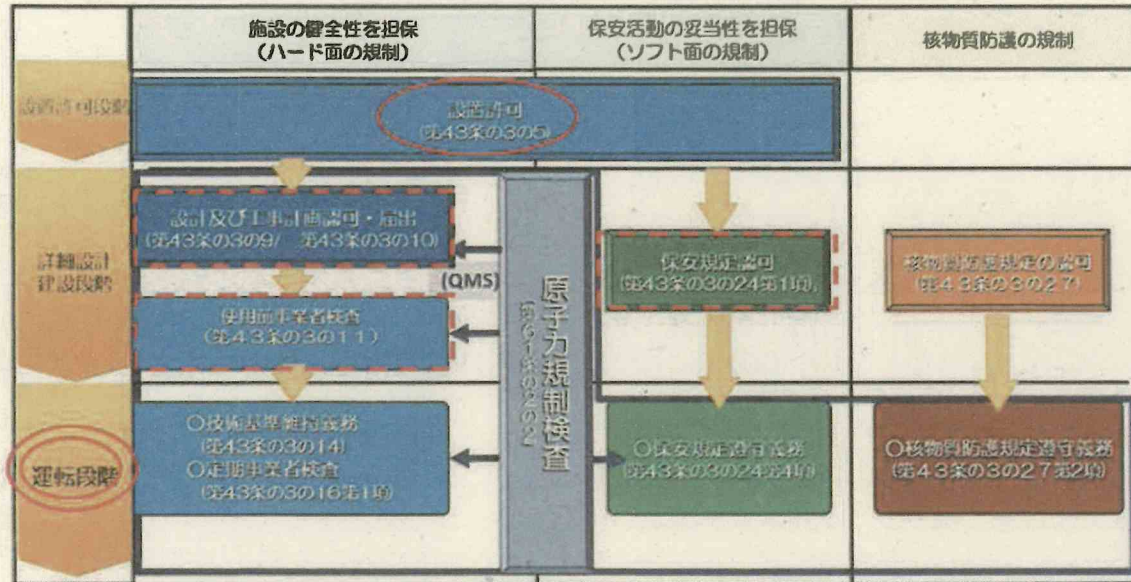 施設の健全性を担保
(ハード面の規制)
保安活動の妥当性を担保
(ソフト面の規制)
核物質防護の規制
設置許可段階
設置許可
(第43条の3の5)
詳細設計
建設段階
設計及び工事計画認可・届出
(第43条の3の9/ 第43条の3の10)
(QMS)
使用前事業者検査
(第43条の3の11)
原子力規制検査
(第61条の2の2)
保安規定認可
(第43条の3の24第1項)
核物質防護規定の認可
(第43条の3の27)
運転段階
〇技術基準維持義務
(第43条の3の14)
〇定期事業者検査
(第43条の3の16第1項)
〇保安規定遵守義務
(第43条の3の24第4項)
〇核物質防護規定遵守義務
(第43条の3の27第2項)